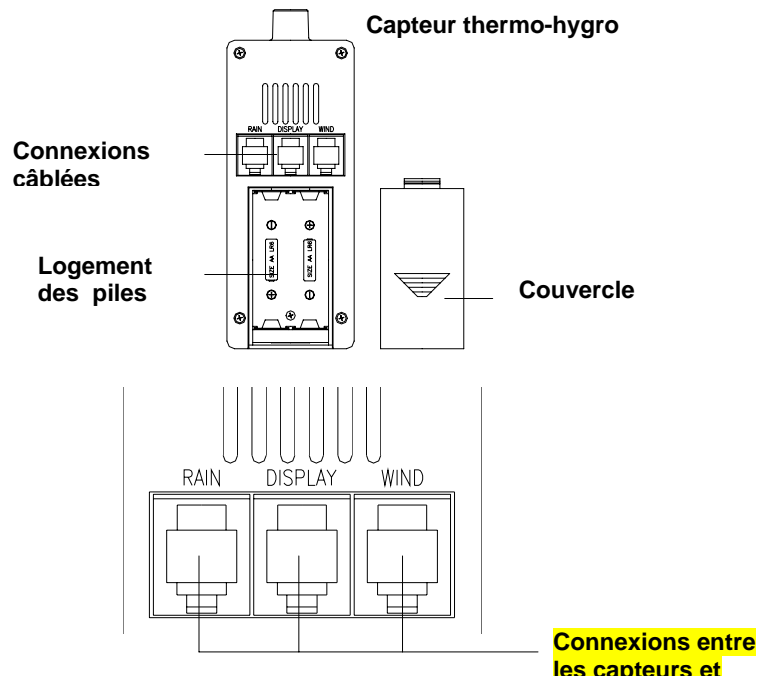 Capteur thermo-hygro
RAIN DISPLAY WIND
Connexions
câblées
SIZE AA LR6
SIZE AA LR6
Logement
des piles
Couvercle
RAIN DISPLAY WIND
Connexions entre
les capteurs et